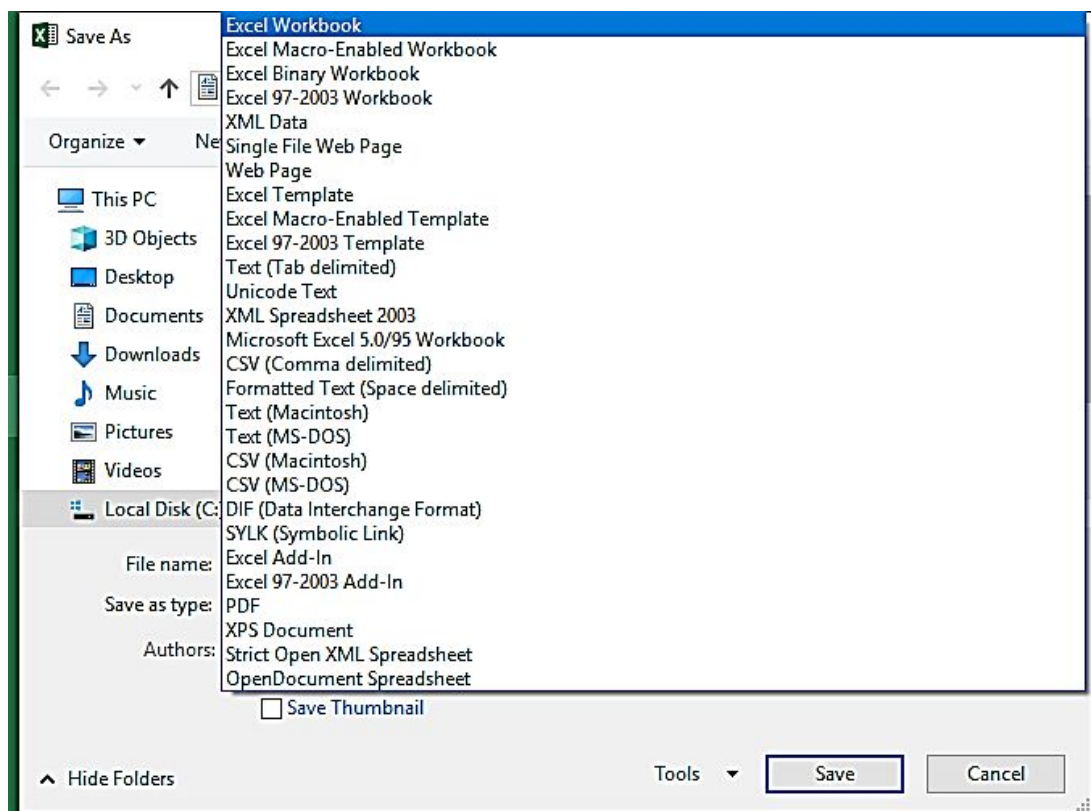 Save As
Excel Workbook
Excel Macro-Enabled Workbook
Excel Binary Workbook
Excel 97-2003 Workbook
XML Data
Organize
Single File Web Page
Web Page
This PC
Excel Template
Excel Macro-Enabled Template
3D Objects
Excel 97-2003 Template
Text (Tab delimited)
Desktop
Unicode Text
Documents
XML Spreadsheet 2003
Microsoft Excel 5.0/95 Workbook
Downloads
CSV (Comma delimited)
Formatted Text (Space delimited)
Music
Text (Macintosh)
Pictures
Text (MS-DOS)
CSV (Macintosh)
Videos
CSV (MS-DOS)
Local Disk (C:
DIF (Data Interchange Format)
SYLK (Symbolic Link)
File name:
Excel Add-In
Excel 97-2003 Add-In
Save as type:
PDF
XPS Document
Authors:
Strict Open XML Spreadsheet
OpenDocument Spreadsheet
Save Thumbnail
Hide Folders
Tools
Save
Cancel